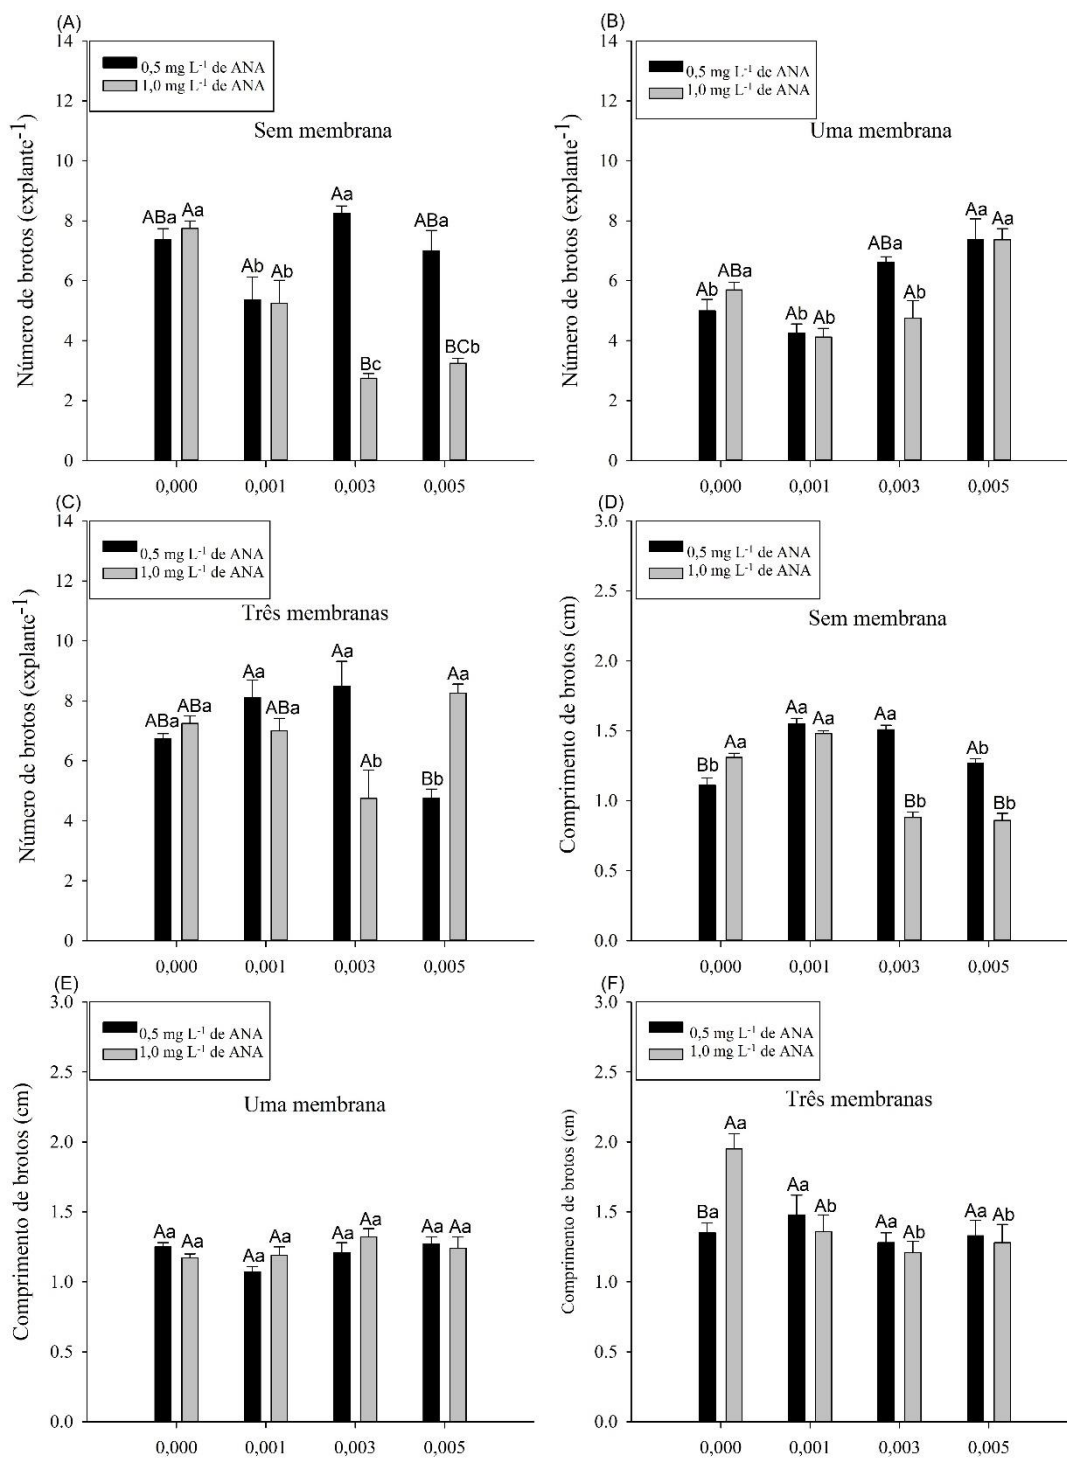 (A)
14
12
10
8
6
4
2
0
Número de brotos (explante⁻¹)
0,5 mg L⁻¹ de ANA
1,0 mg L⁻¹ de ANA
Sem membrana
ABa Aa Ab Ab Aa Bc ABa BCb
0,000 0,001 0,003 0,005
(B)
14
12
10
8
6
4
2
0
Número de brotos (explante⁻¹)
0,5 mg L⁻¹ de ANA
1,0 mg L⁻¹ de ANA
Uma membrana
Ab ABa Ab Ab ABa Ab Aa Aa
0,000 0,001 0,003 0,005
(C)
14
12
10
8
6
4
2
0
Número de brotos (explante⁻¹)
0,5 mg L⁻¹ de ANA
1,0 mg L⁻¹ de ANA
Três membranas
ABa ABa Aa ABa Aa Ab Bb Aa
0,000 0,001 0,003 0,005
(D)
3.0
2.5
2.0
1.5
1.0
0.5
0.0
Comprimento de brotos (cm)
0,5 mg L⁻¹ de ANA
1,0 mg L⁻¹ de ANA
Sem membrana
Bb Aa Aa Aa Aa Bb Ab Bb
0,000 0,001 0,003 0,005
(E)
3.0
2.5
2.0
1.5
1.0
0.5
0.0
Comprimento de brotos (cm)
0,5 mg L⁻¹ de ANA
1,0 mg L⁻¹ de ANA
Uma membrana
Aa Aa Aa Aa Aa Aa Aa Aa
0,000 0,001 0,003 0,005
(F)
3.0
2.5
2.0
1.5
1.0
0.5
0.0
Comprimento de brotos (cm)
0,5 mg L⁻¹ de ANA
1,0 mg L⁻¹ de ANA
Três membranas
Ba Aa Aa Ab Aa Ab Aa Ab
0,000 0,001 0,003 0,005